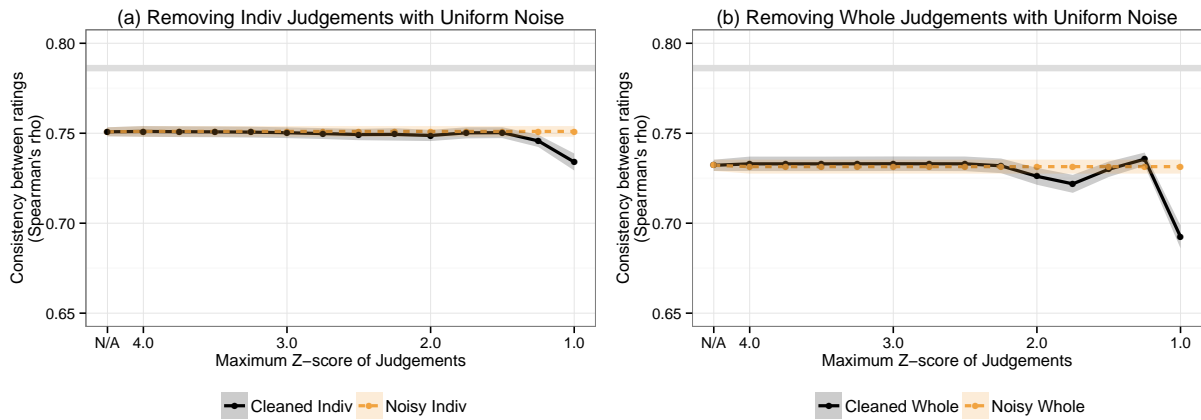 (a) Removing Indiv Judgements with Uniform Noise
Consistency between ratings
(Spearman's rho)
0.80
0.75
0.70
0.65
N/A 4.0 3.0 2.0 1.0
Maximum Z−score of Judgements
Cleaned Indiv Noisy Indiv
(b) Removing Whole Judgements with Uniform Noise
Consistency between ratings
(Spearman's rho)
0.80
0.75
0.70
0.65
N/A 4.0 3.0 2.0 1.0
Maximum Z−score of Judgements
Cleaned Whole Noisy Whole